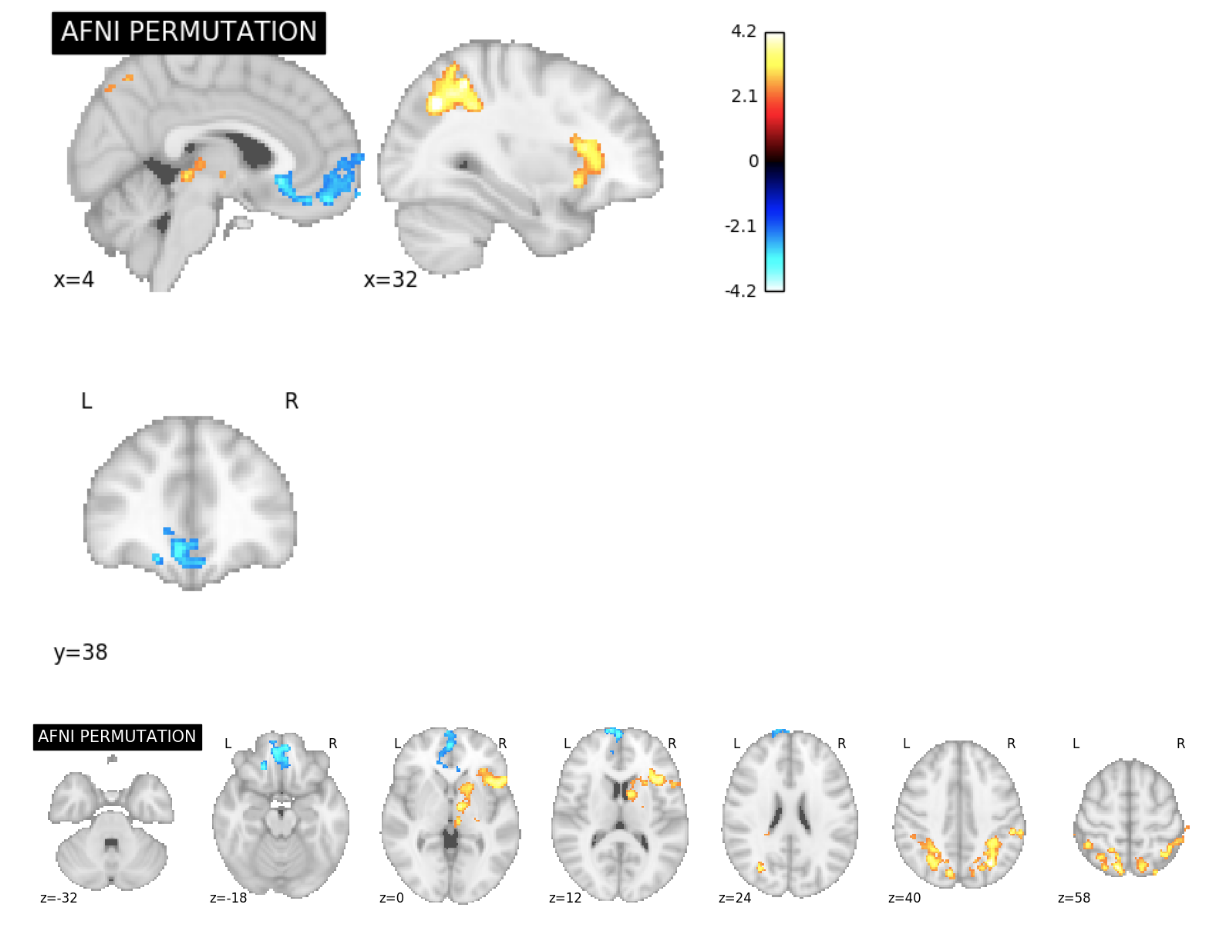 AFNI PERMUTATION
x=4
x=32
4.2
2.1
0
-2.1
-4.2
L R
y=38
AFNI PERMUTATION
L R L R L R L R L R L R
z=-32 z=-18 z=0 z=12 z=24 z=40 z=58